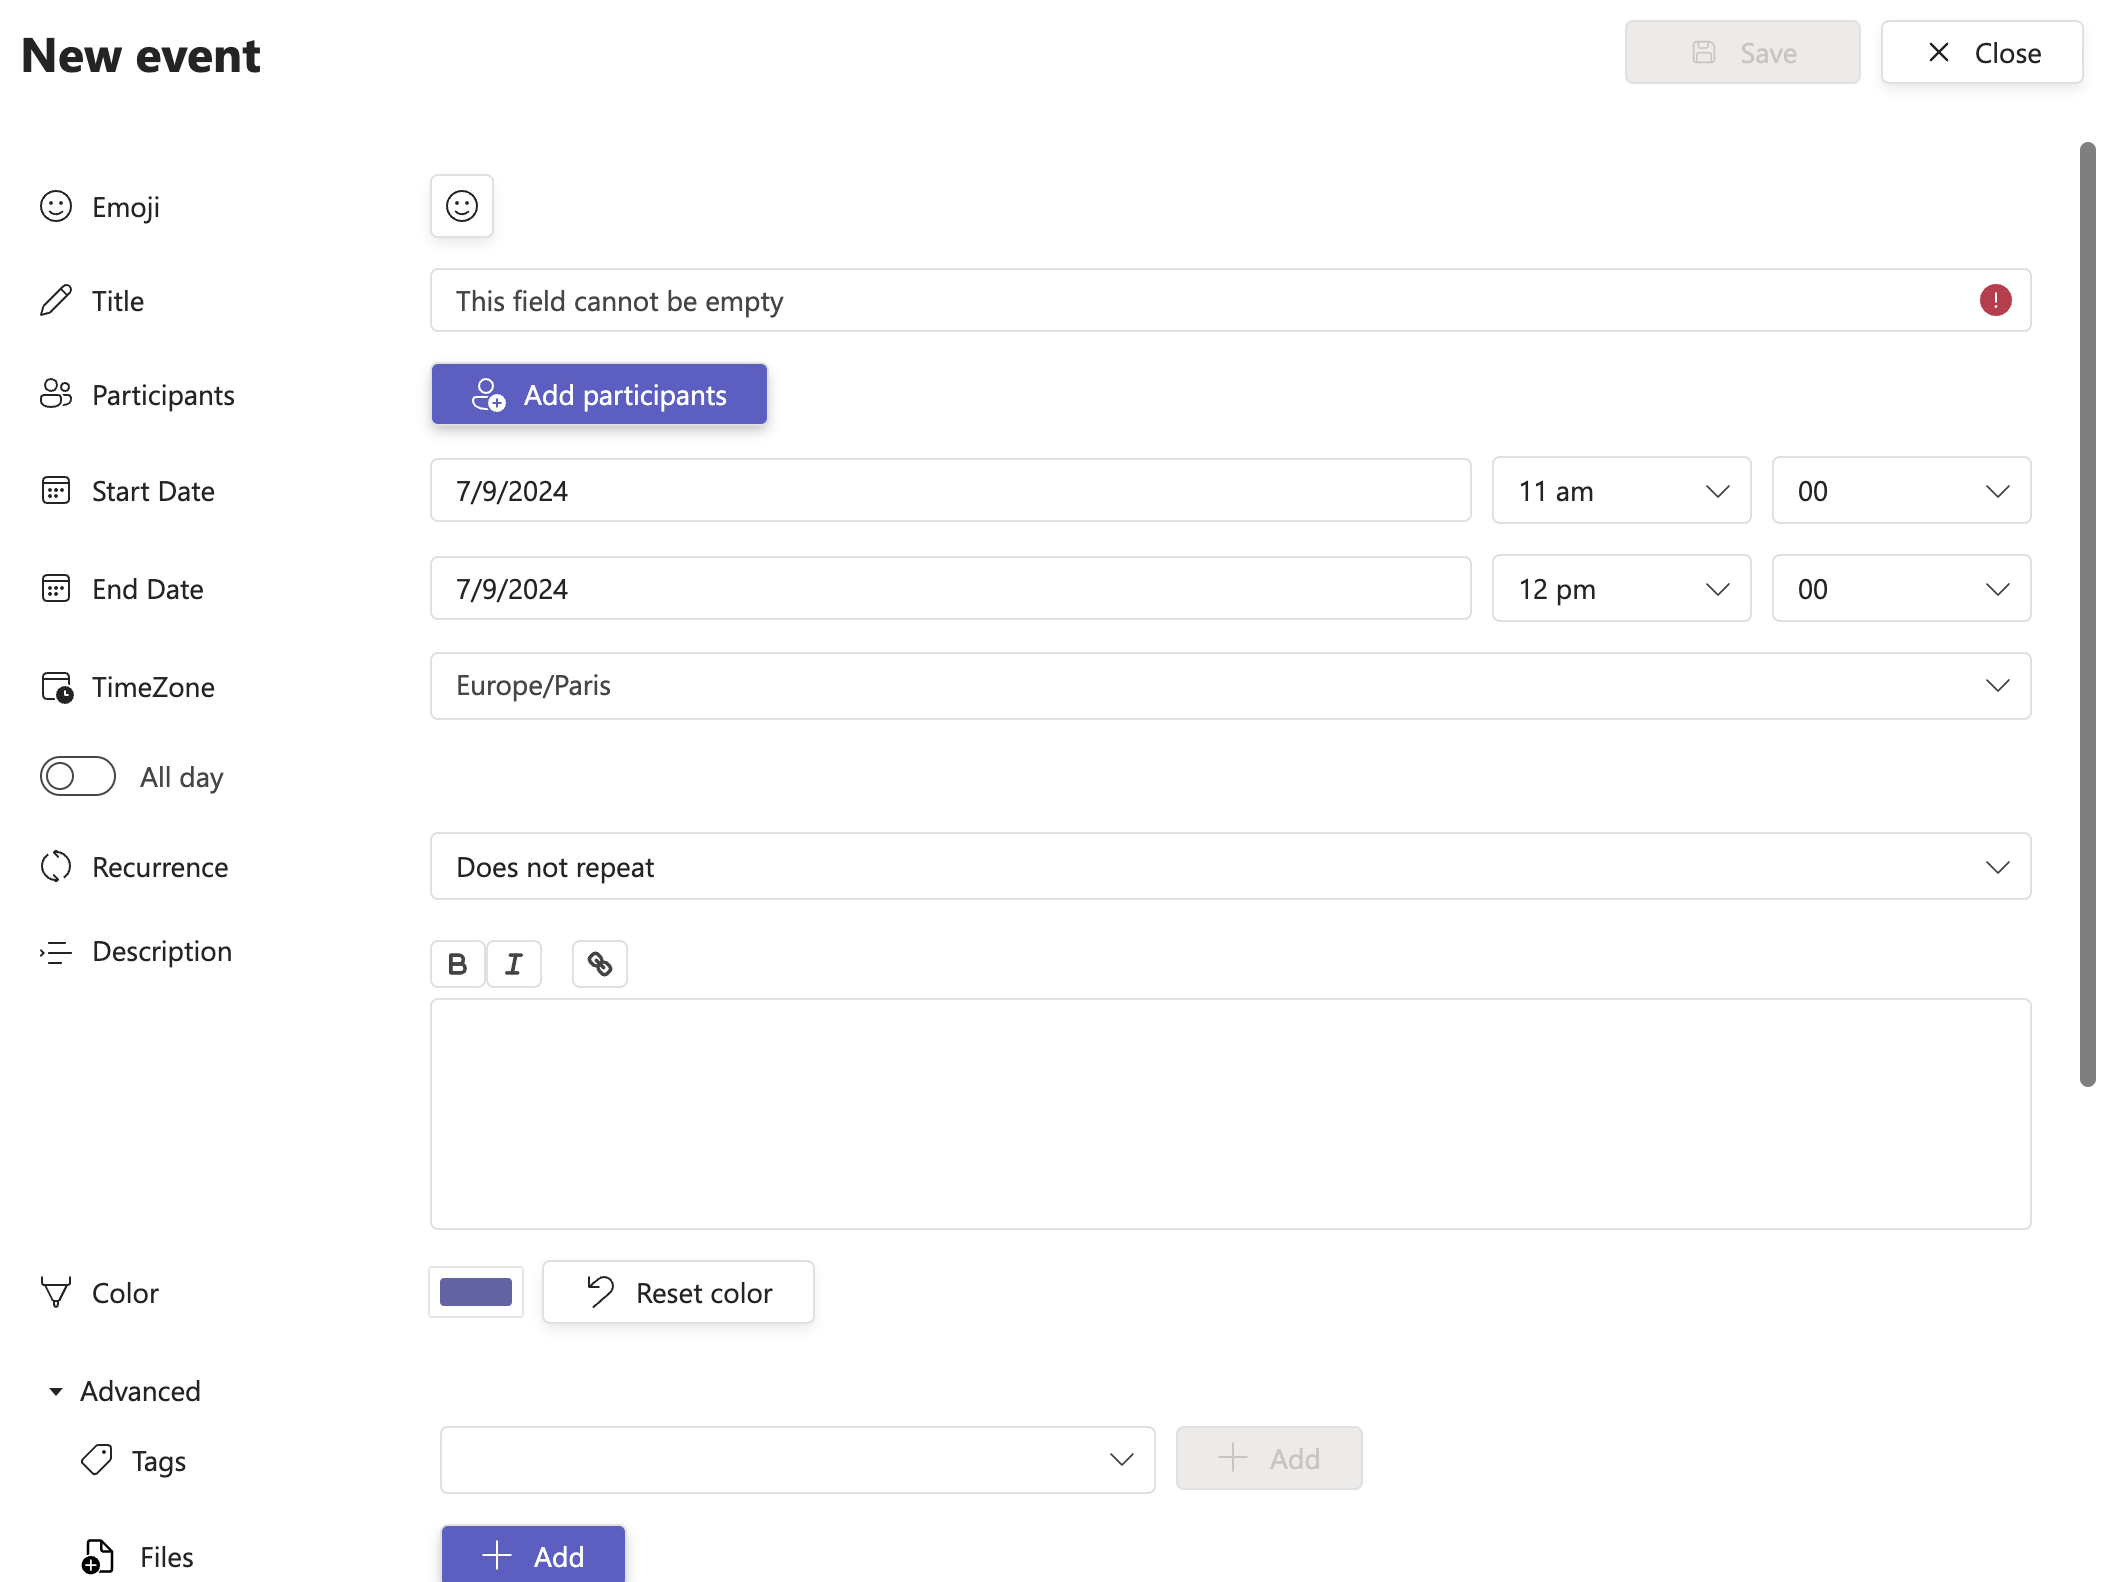 New event
Save
Close
Emoji
Title
This field cannot be empty
Participants
Add participants
Start Date
7/9/2024
11 am
00
End Date
7/9/2024
12 pm
00
TimeZone
Europe/Paris
All day
Recurrence
Does not repeat
Description
B
I
Color
Reset color
Advanced
Tags
Add
Files
Add